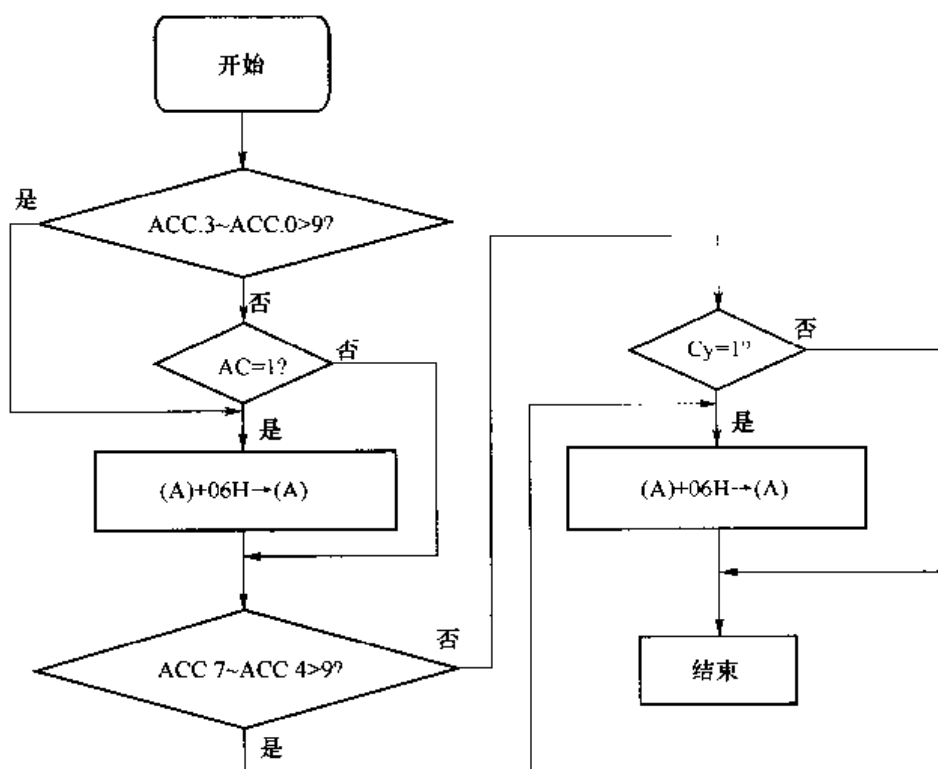 开始
是
ACC.3~ACC.0>9?
否
AC=1?
否
是
(A)+06H→(A)
ACC 7~ACC 4>9?
否
是
Cy=1?
否
是
(A)+06H→(A)
结束